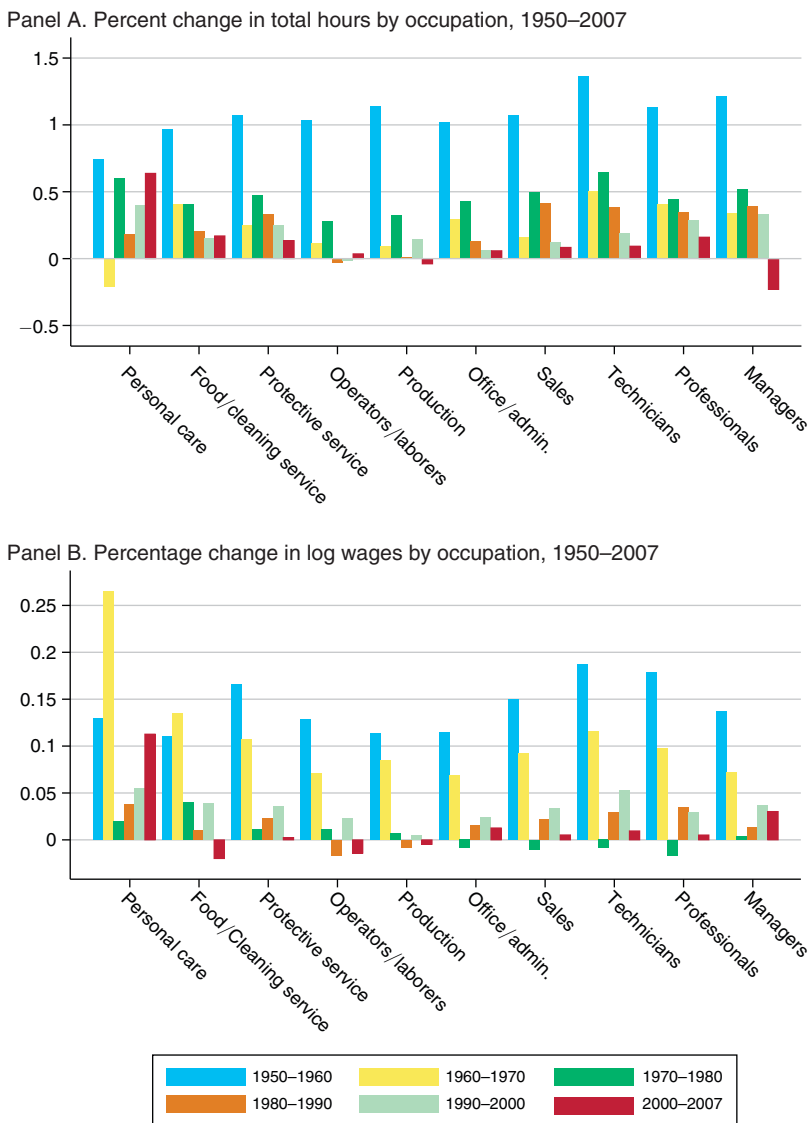 Panel A. Percent change in total hours by occupation, 1950–2007
1.5
1
0.5
0
−0.5
Personal care
Food/cleaning service
Protective service
Operators/laborers
Production
Office/admin.
Sales
Technicians
Professionals
Managers
Panel B. Percentage change in log wages by occupation, 1950–2007
0.25
0.2
0.15
0.1
0.05
0
Personal care
Food/Cleaning service
Protective service
Operators/laborers
Production
Office/admin.
Sales
Technicians
Professionals
Managers
1950–1960 1960–1970 1970–1980
1980–1990 1990–2000 2000–2007